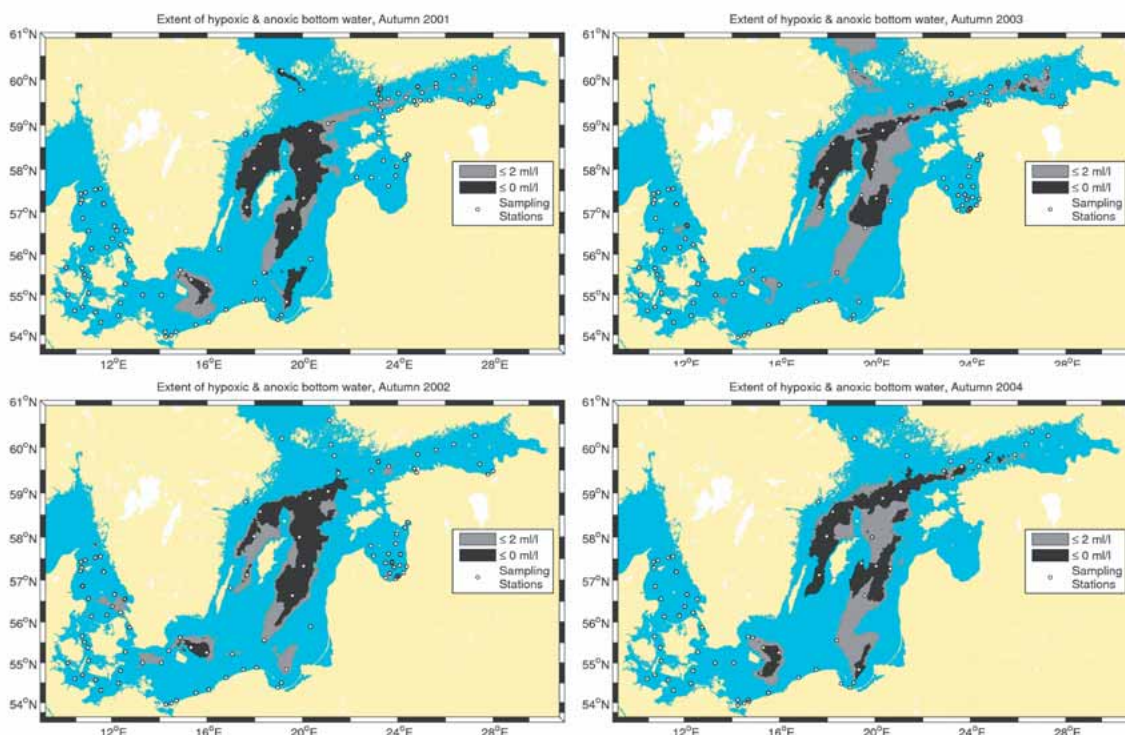 Extent of hypoxic & anoxic bottom water, Autumn 2001
61°N
60°N
59°N
58°N
57°N
56°N
55°N
54°N
12°E 16°E 20°E 24°E 28°E
≤ 2 ml/l
≤ 0 ml/l
Sampling
Stations
Extent of hypoxic & anoxic bottom water, Autumn 2003
61°N
60°N
59°N
58°N
57°N
56°N
55°N
54°N
12°E 16°E 20°E 24°E 28°E
≤ 2 ml/l
≤ 0 ml/l
Sampling
Stations
Extent of hypoxic & anoxic bottom water, Autumn 2002
61°N
60°N
59°N
58°N
57°N
56°N
55°N
54°N
12°E 16°E 20°E 24°E 28°E
≤ 2 ml/l
≤ 0 ml/l
Sampling
Stations
Extent of hypoxic & anoxic bottom water, Autumn 2004
61°N
60°N
59°N
58°N
57°N
56°N
55°N
54°N
12°E 16°E 20°E 24°E 28°E
≤ 2 ml/l
≤ 0 ml/l
Sampling
Stations